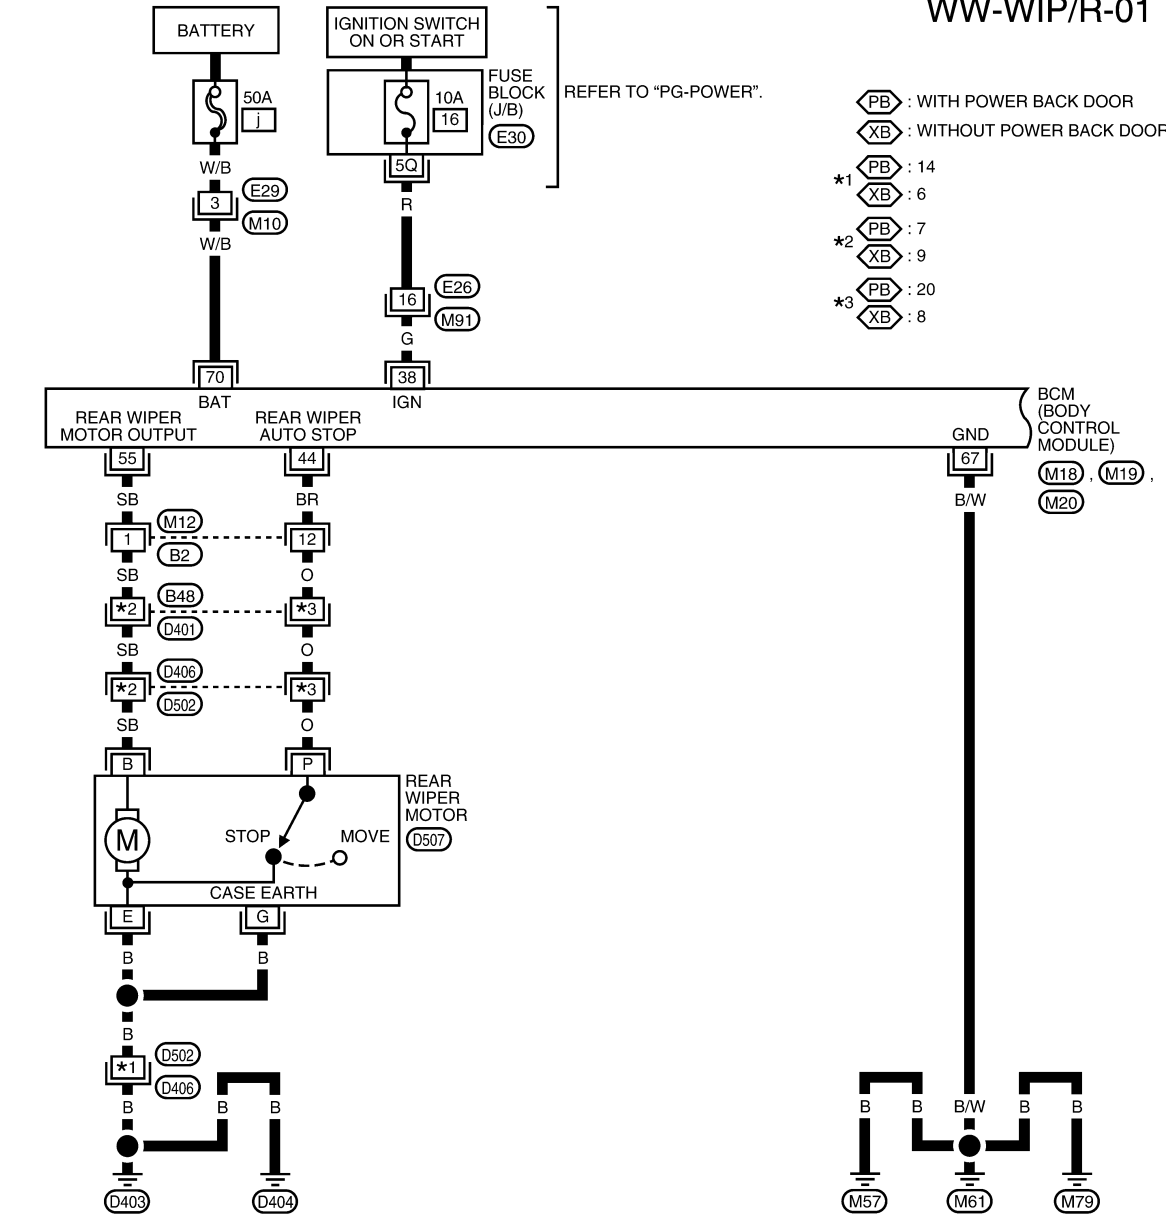 WW-WIP/R-01
BATTERY
IGNITION SWITCH
ON OR START
50A
j
10A
16
FUSE
BLOCK
(J/B)
E30
REFER TO “PG-POWER”.
PB : WITH POWER BACK DOOR
XB : WITHOUT POWER BACK DOOR
*1
PB : 14
XB : 6
*2
PB : 7
XB : 9
*3
PB : 20
XB : 8
W/B
5Q
3
E29
M10
R
W/B
16
E26
M91
G
70
38
BAT
IGN
REAR WIPER
MOTOR OUTPUT
REAR WIPER
AUTO STOP
GND
BCM
(BODY
CONTROL
MODULE)
M18 , M19 ,
M20
55
44
67
SB
BR
B/W
1
M12
B2
12
SB
O
*2
B48
D401
*3
SB
O
*2
D406
D502
*3
SB
O
B
P
REAR
WIPER
MOTOR
D507
M
STOP
MOVE
CASE EARTH
E
G
B
B
B
*1
D502
D406
B
B
B
B
B
B/W
B
B
D403
D404
M57
M61
M79